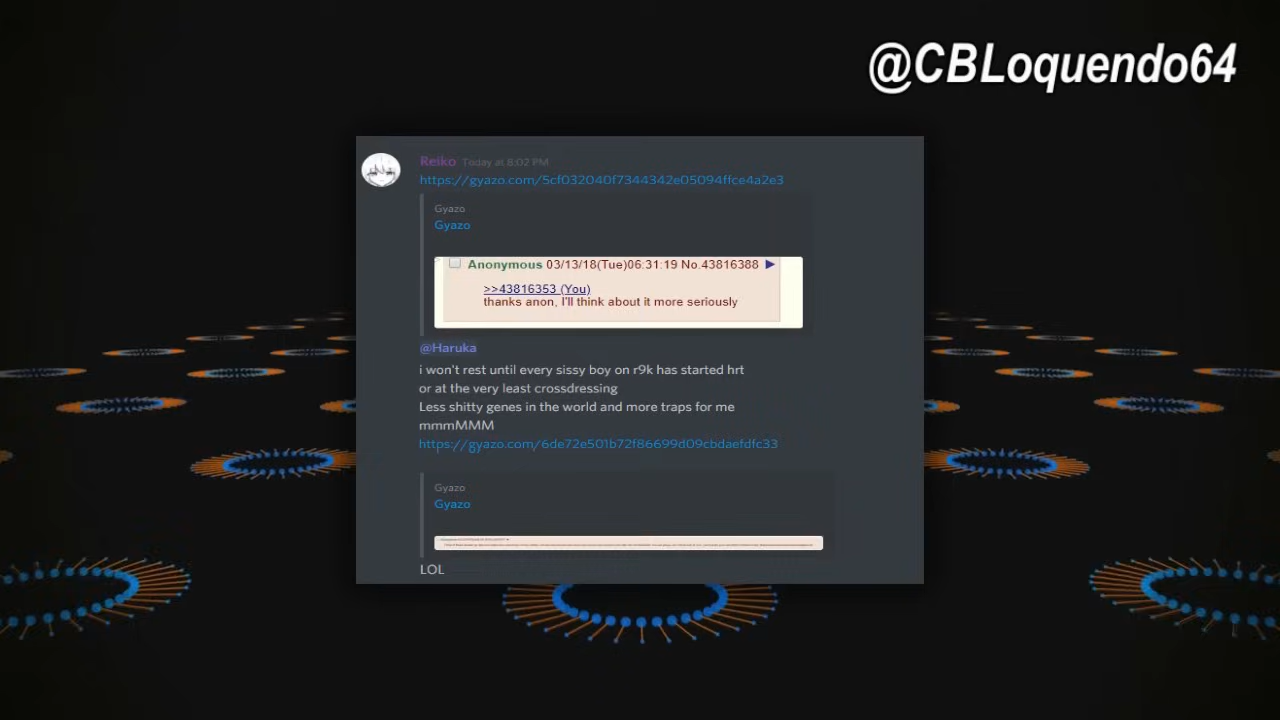 @CBLoquendo64
Reiko Today at 8:02 PM
https://gyazo.com/5cf032040f7344342e05094ffce4a2e3
Gyazo
Gyazo
Anonymous 03/13/18(Tue)06:31:19 No.43816388 ▶
>>43816353 (You)
thanks anon, I'll think about it more seriously
@Haruka
i won't rest until every sissy boy on r9k has started hrt
or at the very least crossdressing
Less shitty genes in the world and more traps for me
mmmMMM
https://gyazo.com/6de72e501b72f86699d09cbdaefdfc33
Gyazo
Gyazo
LOL